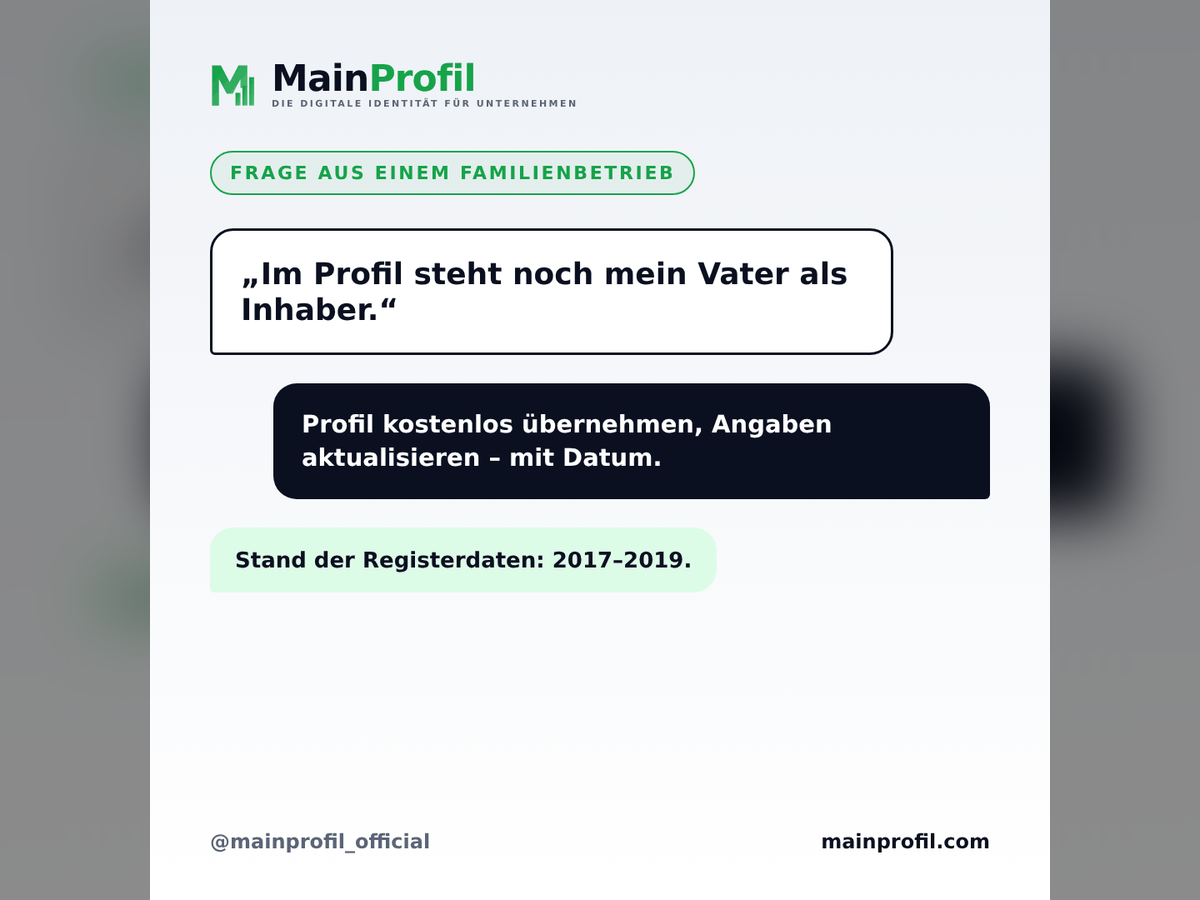 MainProfil
DIE DIGITALE IDENTITÄT FÜR UNTERNEHMEN
FRAGE AUS EINEM FAMILIENBETRIEB
„Im Profil steht noch mein Vater als
Inhaber.“
Profil kostenlos übernehmen, Angaben
aktualisieren – mit Datum.
Stand der Registerdaten: 2017–2019.
@mainprofil_official
mainprofil.com